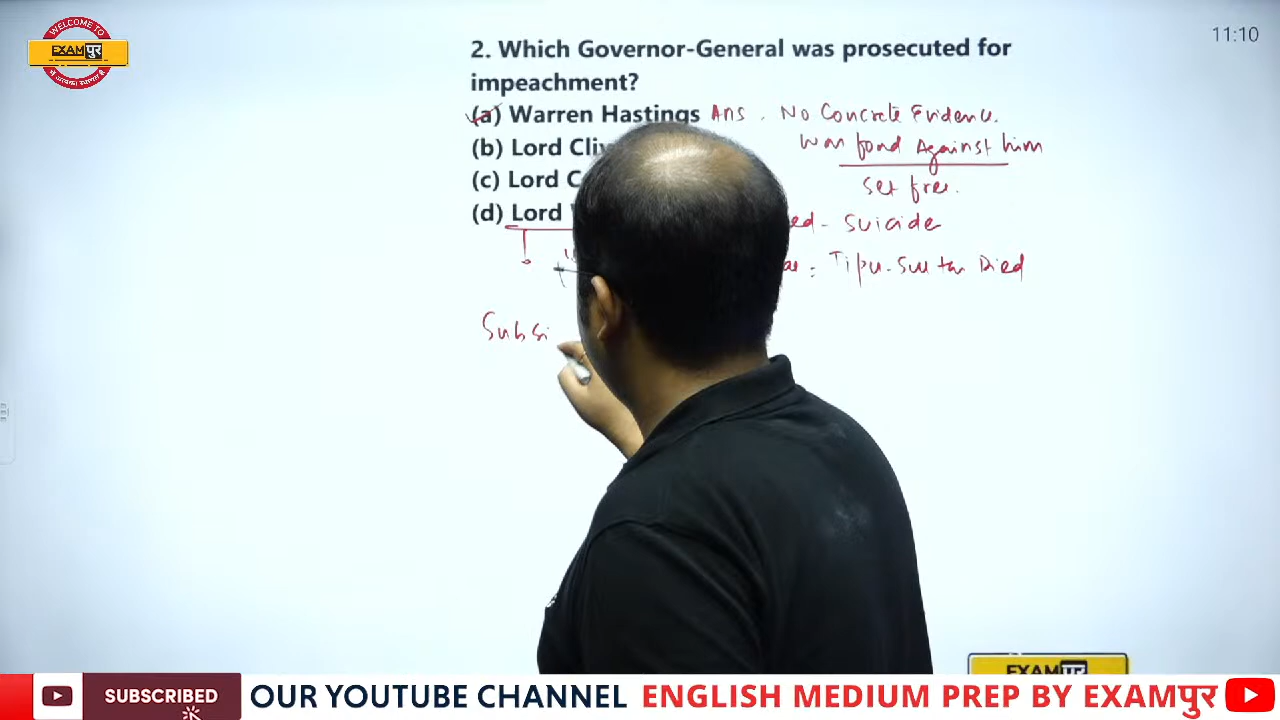 WELCOME TO
EXAMपुर
11:10
2. Which Governor-General was prosecuted for
impeachment?
(a) Warren Hastings Ans. No Concrete Evidence.
(b) Lord
was fond Against him
(c) Lord
set free.
(d) Lord
Suicide
Tipu-Sultan Died
Subsi
EXAMपुर
SUBSCRIBED OUR YOUTUBE CHANNEL ENGLISH MEDIUM PREP BY EXAMपुर